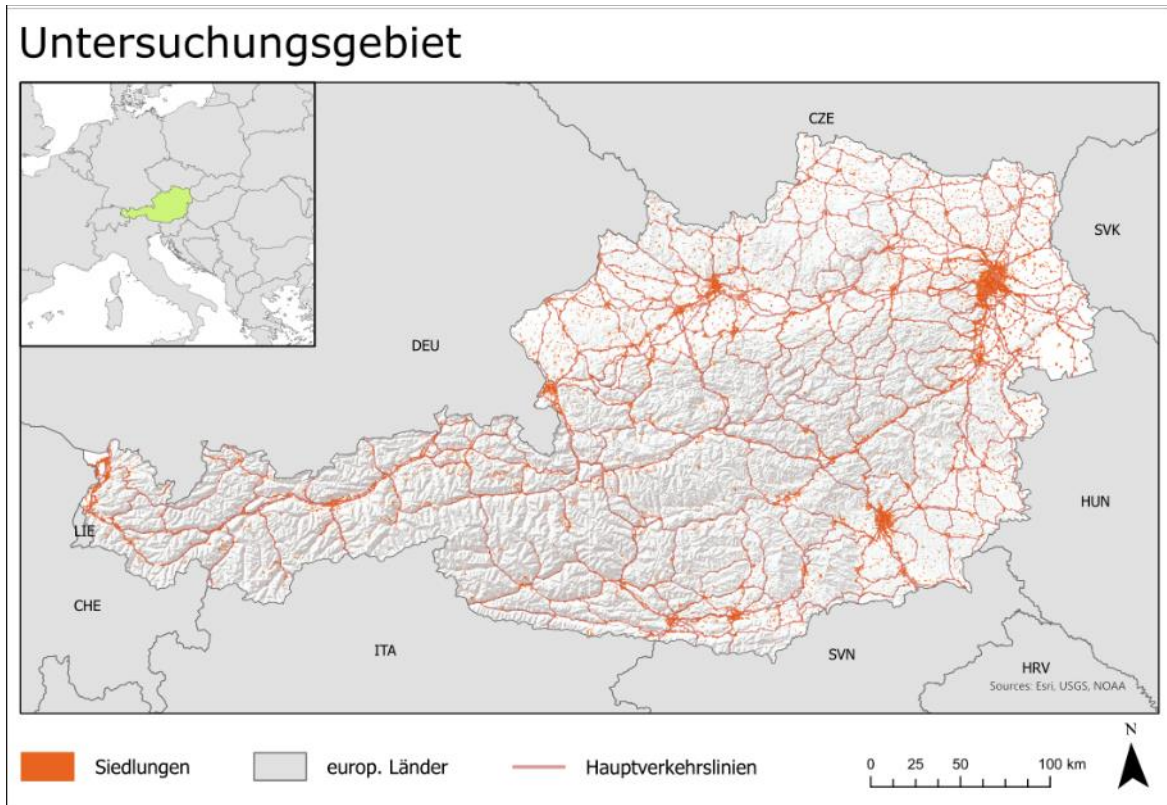 Untersuchungsgebiet
CZE
SVK
DEU
HUN
LIE
CHE
ITA
SVN
HRV
Sources: Esri, USGS, NOAA
Siedlungen
europ. Länder
Hauptverkehrslinien
0 25 50 100 km
N